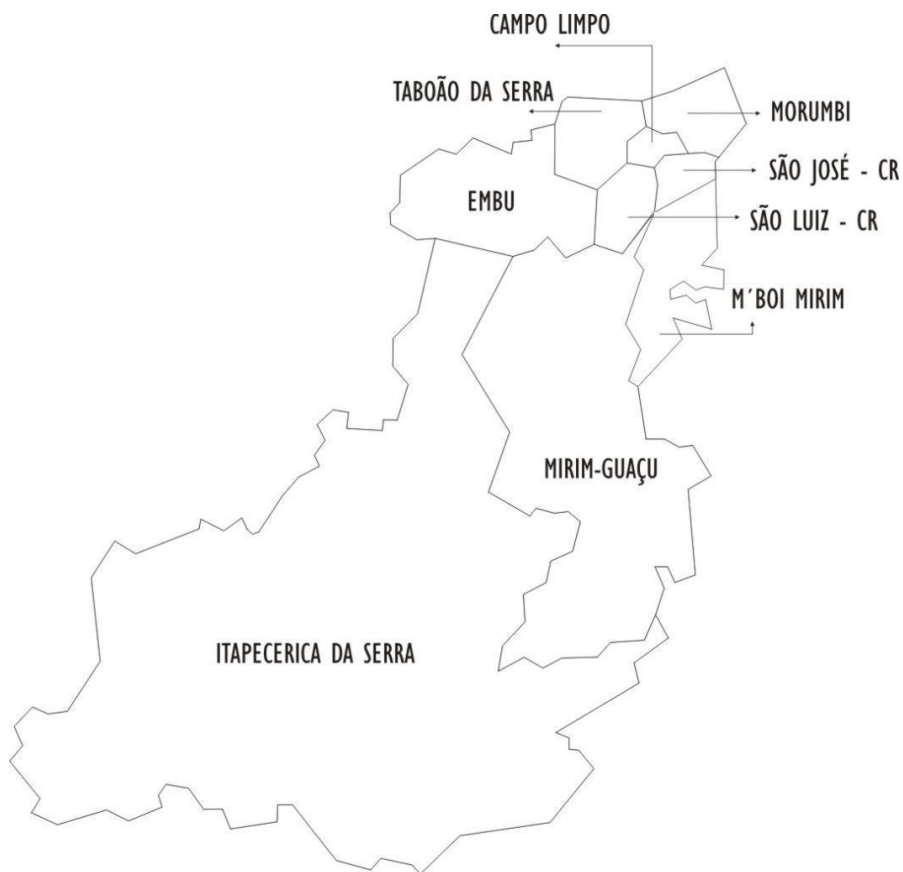 CAMPO LIMPO
TABOÃO DA SERRA
MORUMBI
SÃO JOSÉ - CR
EMBU
SÃO LUIZ - CR
M´BOI MIRIM
MIRIM-GUAÇU
ITAPECERICA DA SERRA